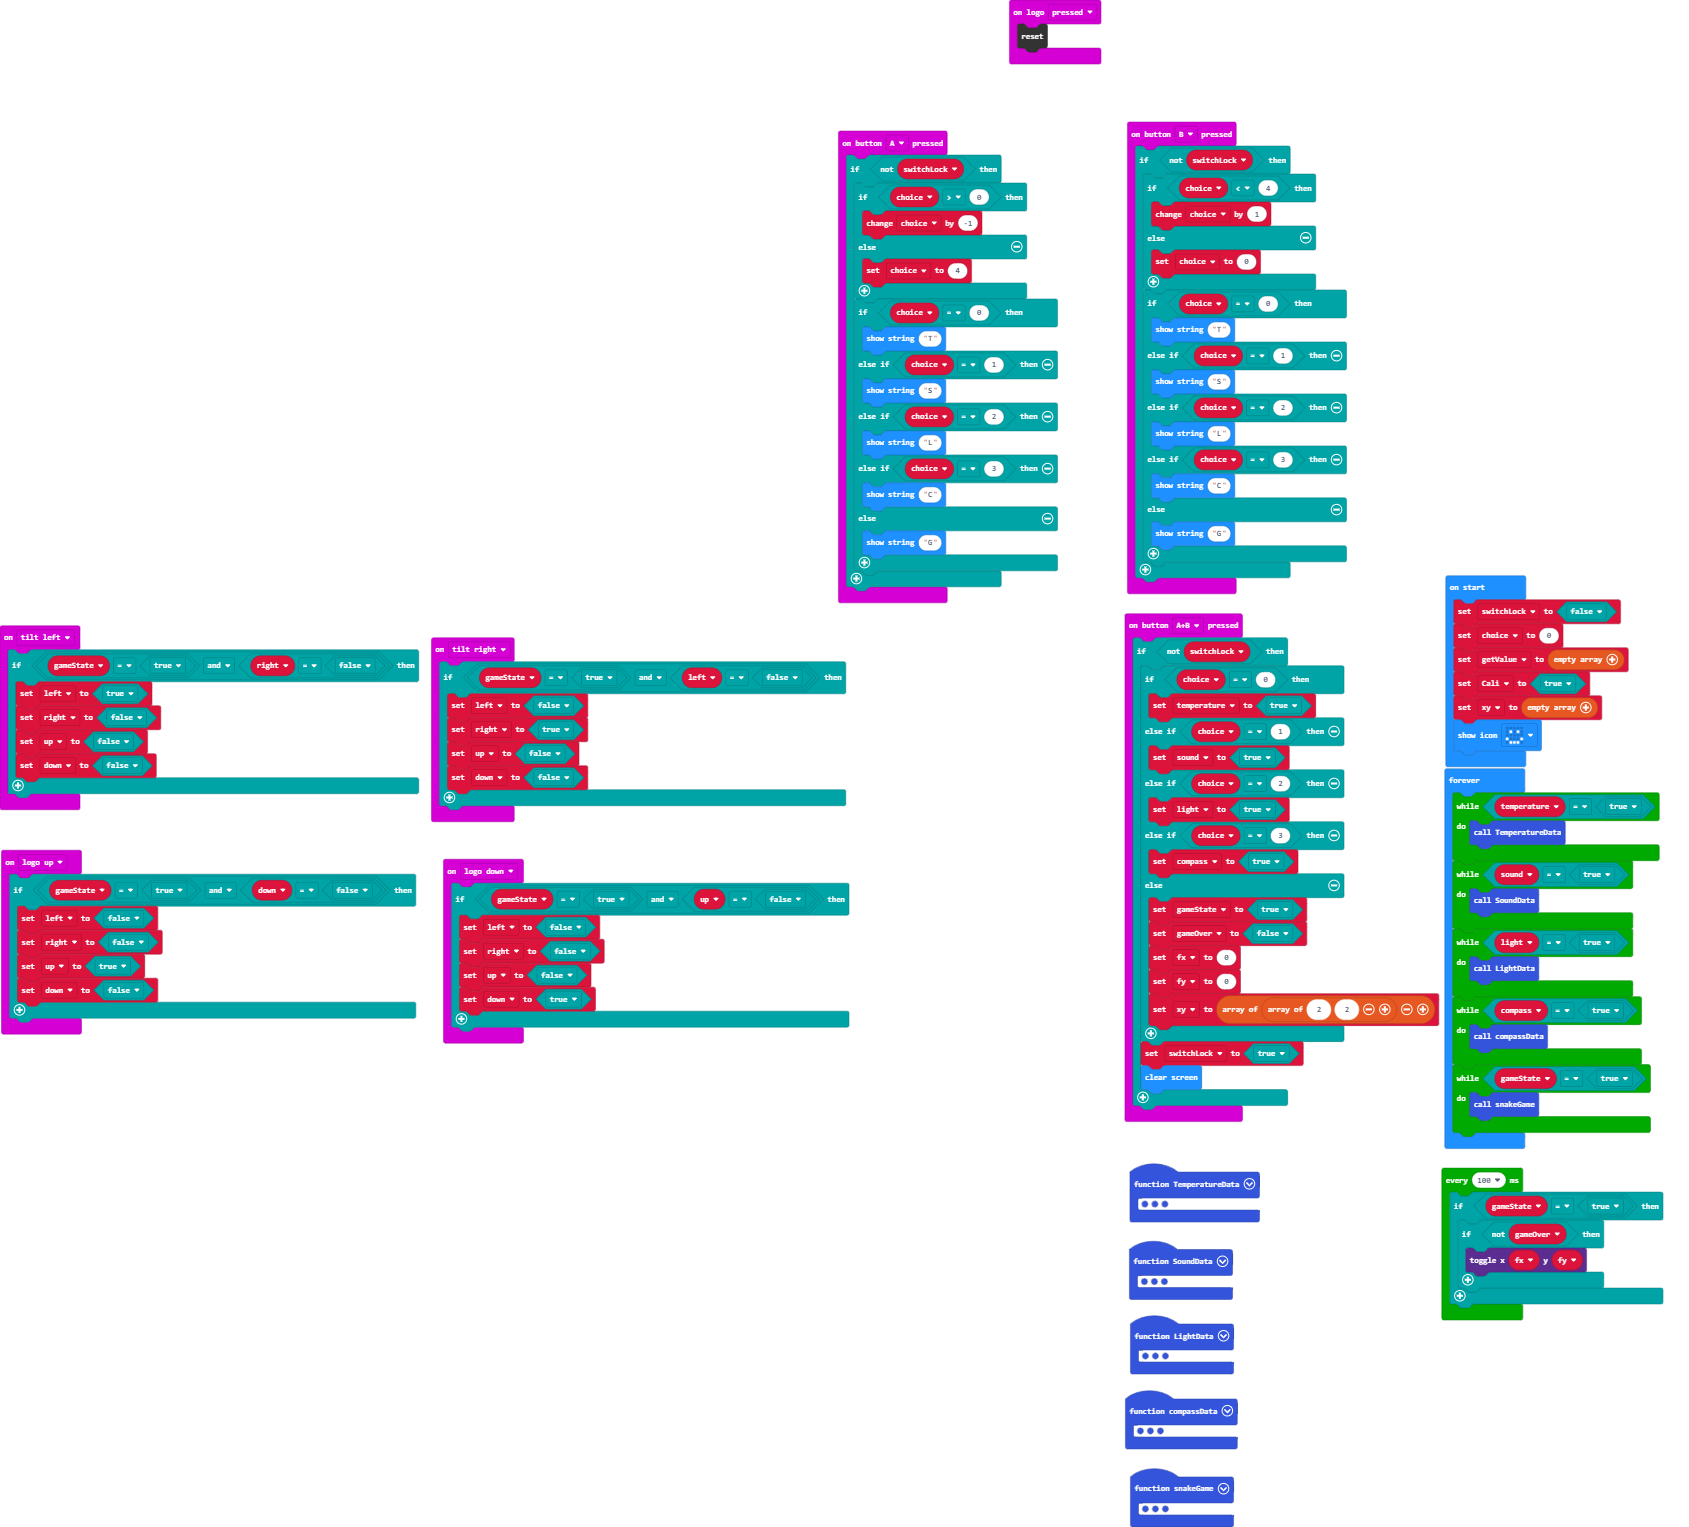 on logo pressed
reset
on button A pressed
if not switchLock then
if choice > 0 then
change choice by -1
else
set choice to 4
if choice = 0 then
show string "T"
else if choice = 1 then
show string "S"
else if choice = 2 then
show string "L"
else if choice = 3 then
show string "C"
else
show string "G"
on button B pressed
if not switchLock then
if choice < 4 then
change choice by 1
else
set choice to 0
if choice = 0 then
show string "T"
else if choice = 1 then
show string "S"
else if choice = 2 then
show string "L"
else if choice = 3 then
show string "C"
else
show string "G"
on tilt left
if gameState = true and right = false then
set left to true
set right to false
set up to false
set down to false
on tilt right
if gameState = true and left = false then
set left to false
set right to true
set up to false
set down to false
on logo up
if gameState = true and down = false then
set left to false
set right to false
set up to true
set down to false
on logo down
if gameState = true and up = false then
set left to false
set right to false
set up to false
set down to true
on button A+B pressed
if not switchLock then
if choice = 0 then
set temperature to true
else if choice = 1 then
set sound to true
else if choice = 2 then
set light to true
else if choice = 3 then
set compass to true
else
set gameState to true
set gameOver to false
set fx to 0
set fy to 0
set xy to array of array of 2 2
set switchLock to true
clear screen
on start
set switchLock to false
set choice to 0
set getValue to empty array
set Cali to true
set xy to empty array
show icon
forever
while temperature = true
do call TemperatureData
while sound = true
do call SoundData
while light = true
do call LightData
while compass = true
do call compassData
while gameState = true
do call snakeGame
every 100 ms
if gameState = true then
if not gameOver then
toggle x fx y fy
function TemperatureData
function SoundData
function LightData
function compassData
function snakeGame